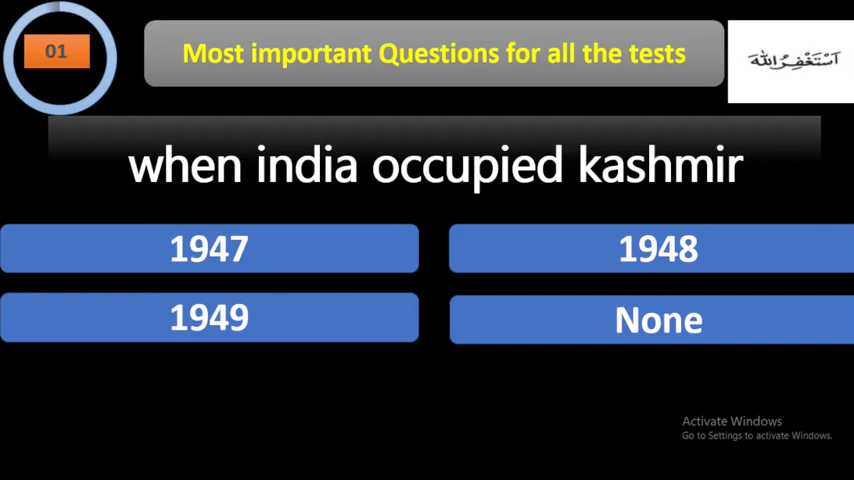 01
Most important Questions for all the tests
اَسْتَغْفِرُاللّٰهَ
when india occupied kashmir
1947
1948
1949
None
Activate Windows
Go to Settings to activate Windows.